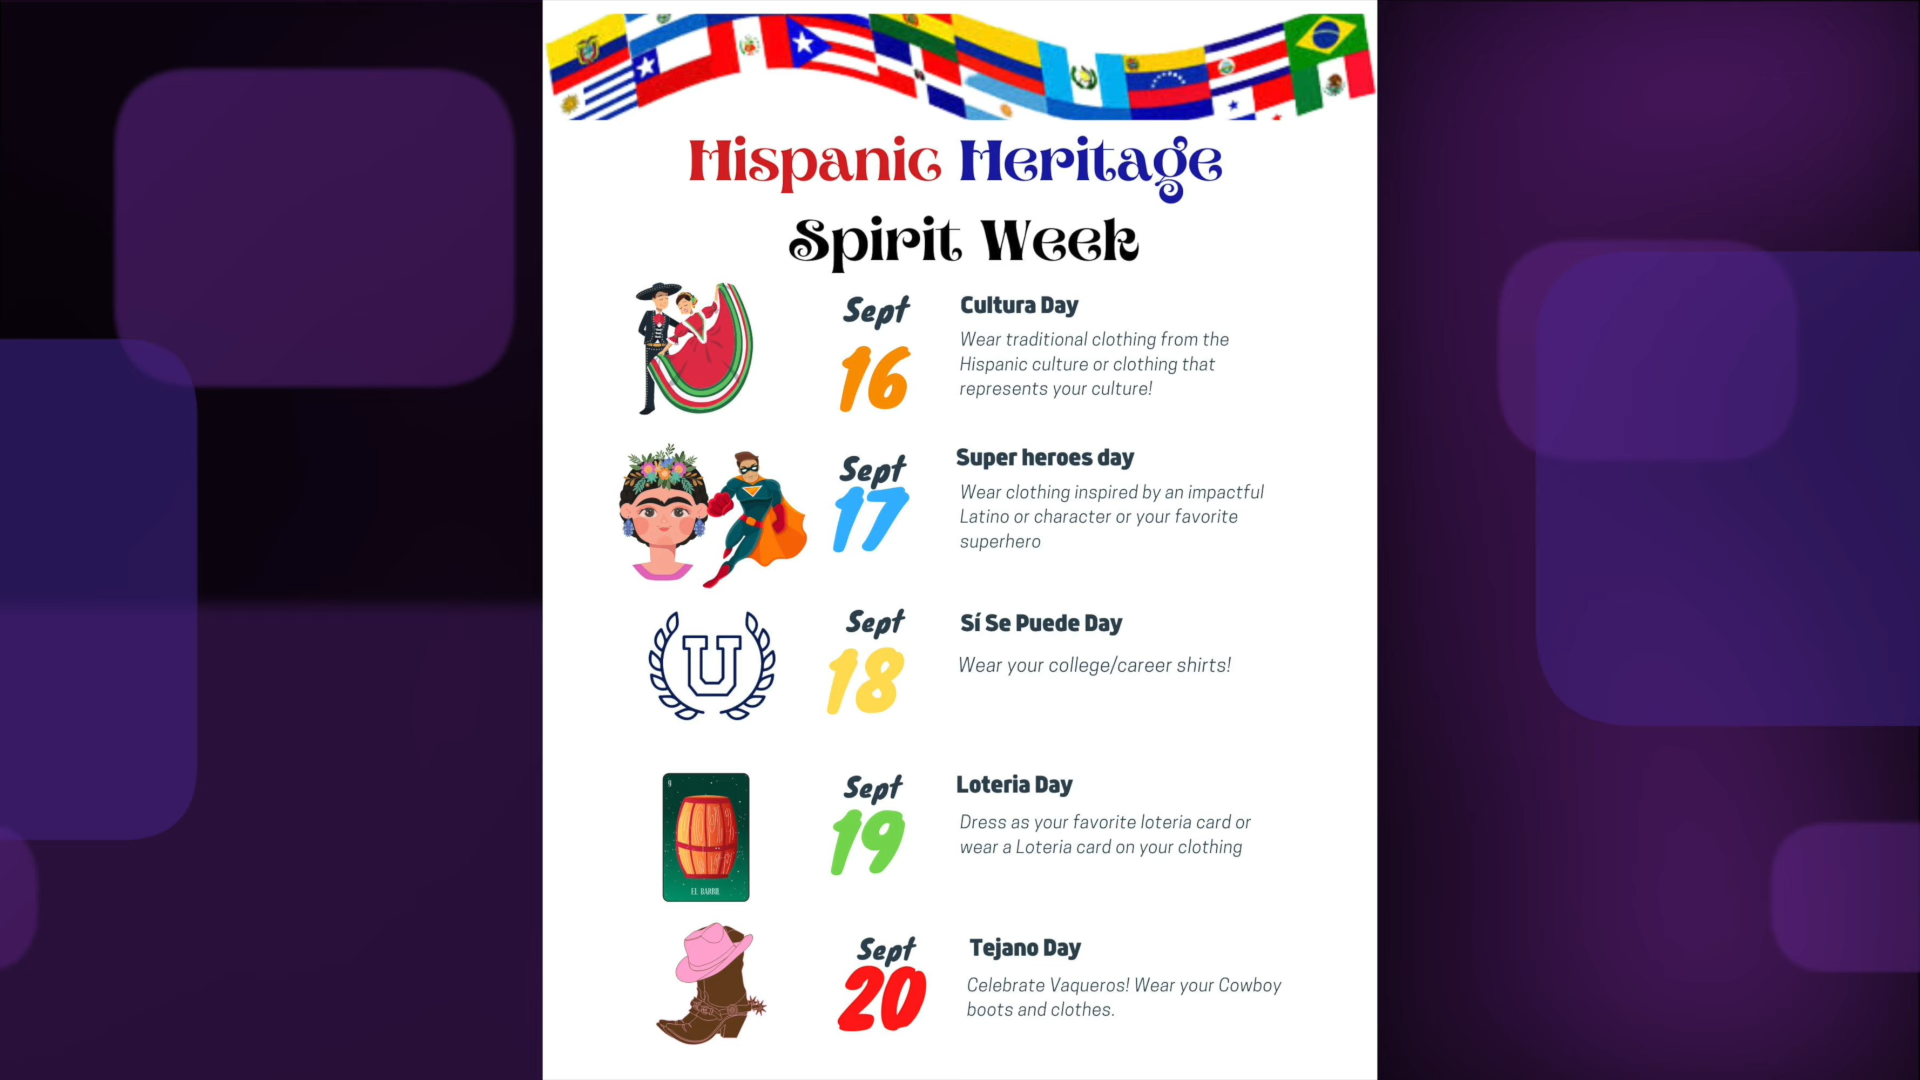 Hispanic Heritage
Spirit Week
Sept
16
Cultura Day
Wear traditional clothing from the
Hispanic culture or clothing that
represents your culture!
Sept
17
Super heroes day
Wear clothing inspired by an impactful
Latino or character or your favorite
superhero
U
Sept
18
Sí Se Puede Day
Wear your college/career shirts!
9
EL BARRIL
Sept
19
Loteria Day
Dress as your favorite loteria card or
wear a Loteria card on your clothing
Sept
20
Tejano Day
Celebrate Vaqueros! Wear your Cowboy
boots and clothes.